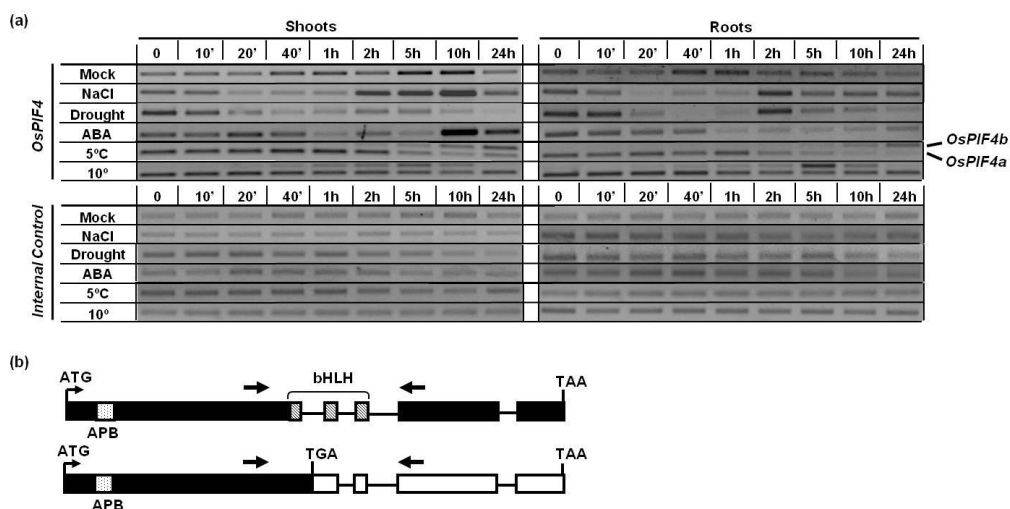 (a)
Shoots
Roots
0 10' 20' 40' 1h 2h 5h 10h 24h
0 10' 20' 40' 1h 2h 5h 10h 24h
OsPIF4
Mock
NaCl
Drought
ABA
5ºC
10º
OsPIF4b
OsPIF4a
0 10' 20' 40' 1h 2h 5h 10h 24h
0 10' 20' 40' 1h 2h 5h 10h 24h
Internal Control
Mock
NaCl
Drought
ABA
5ºC
10º
(b)
ATG
bHLH
TAA
APB
ATG
TGA
TAA
APB